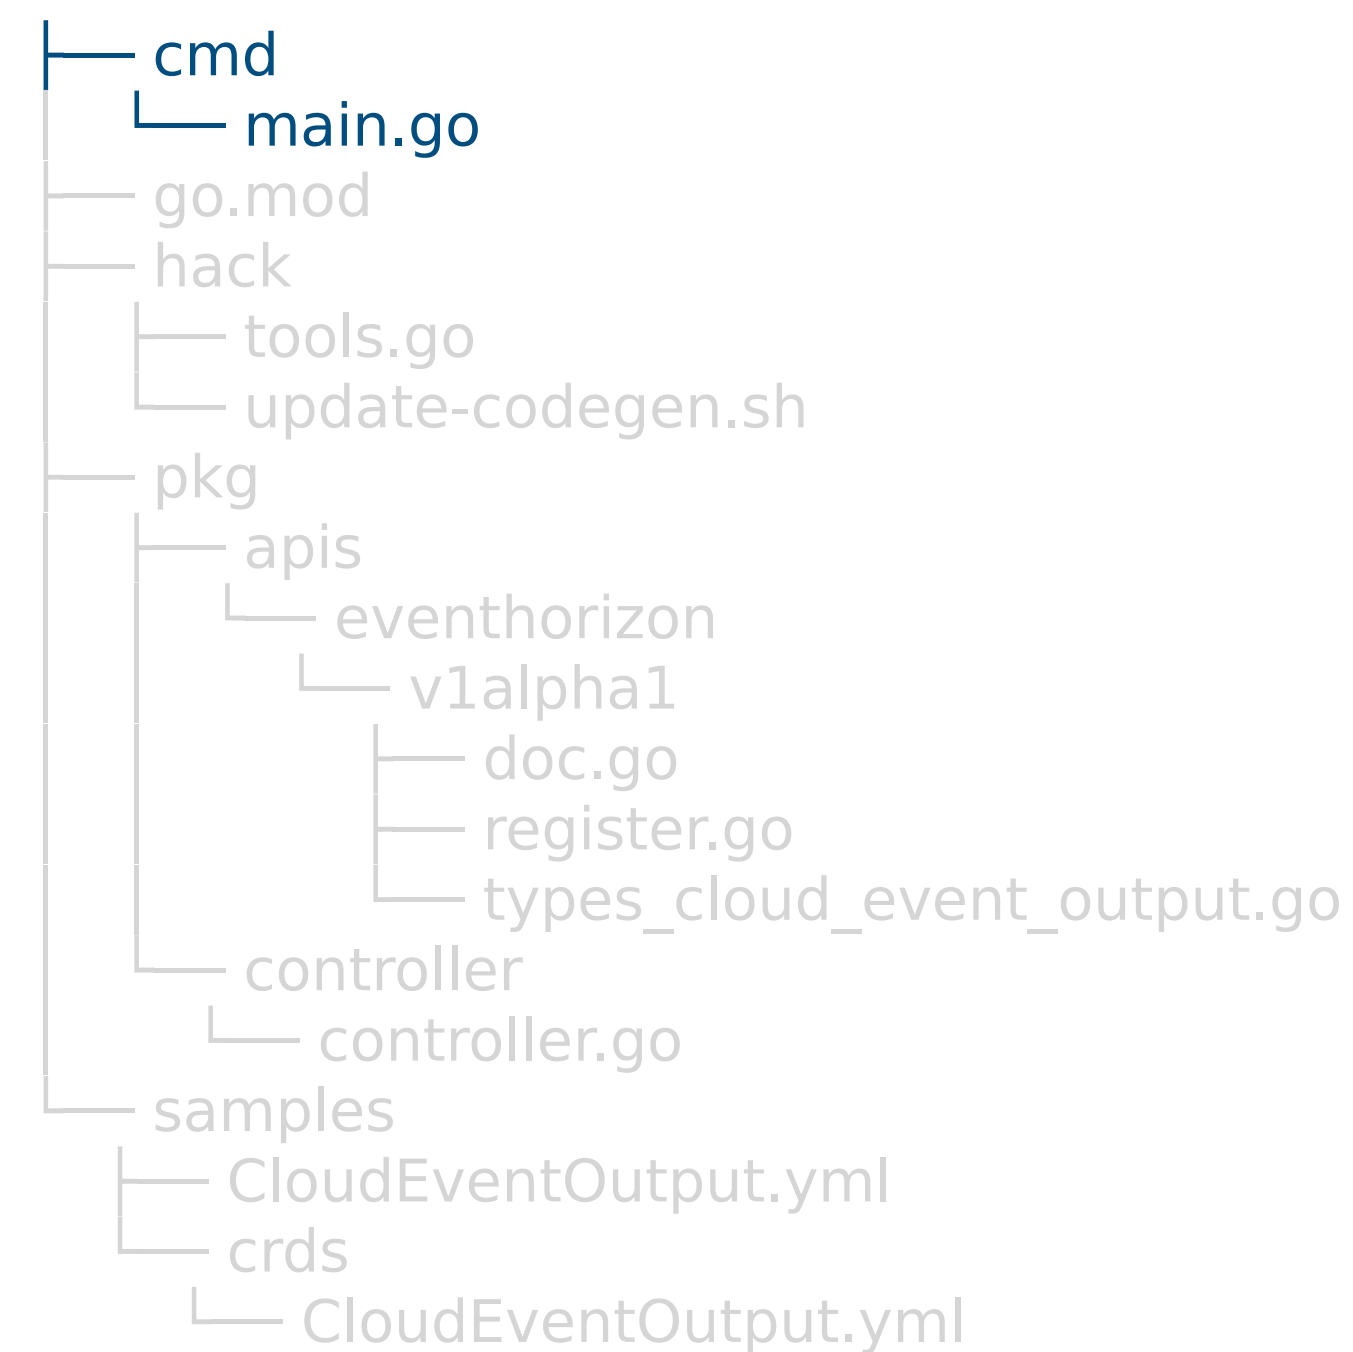 cmd
main.go
go.mod
hack
tools.go
update-codegen.sh
pkg
apis
eventhorizon
v1alpha1
doc.go
register.go
types_cloud_event_output.go
controller
controller.go
samples
CloudEventOutput.yml
crds
CloudEventOutput.yml